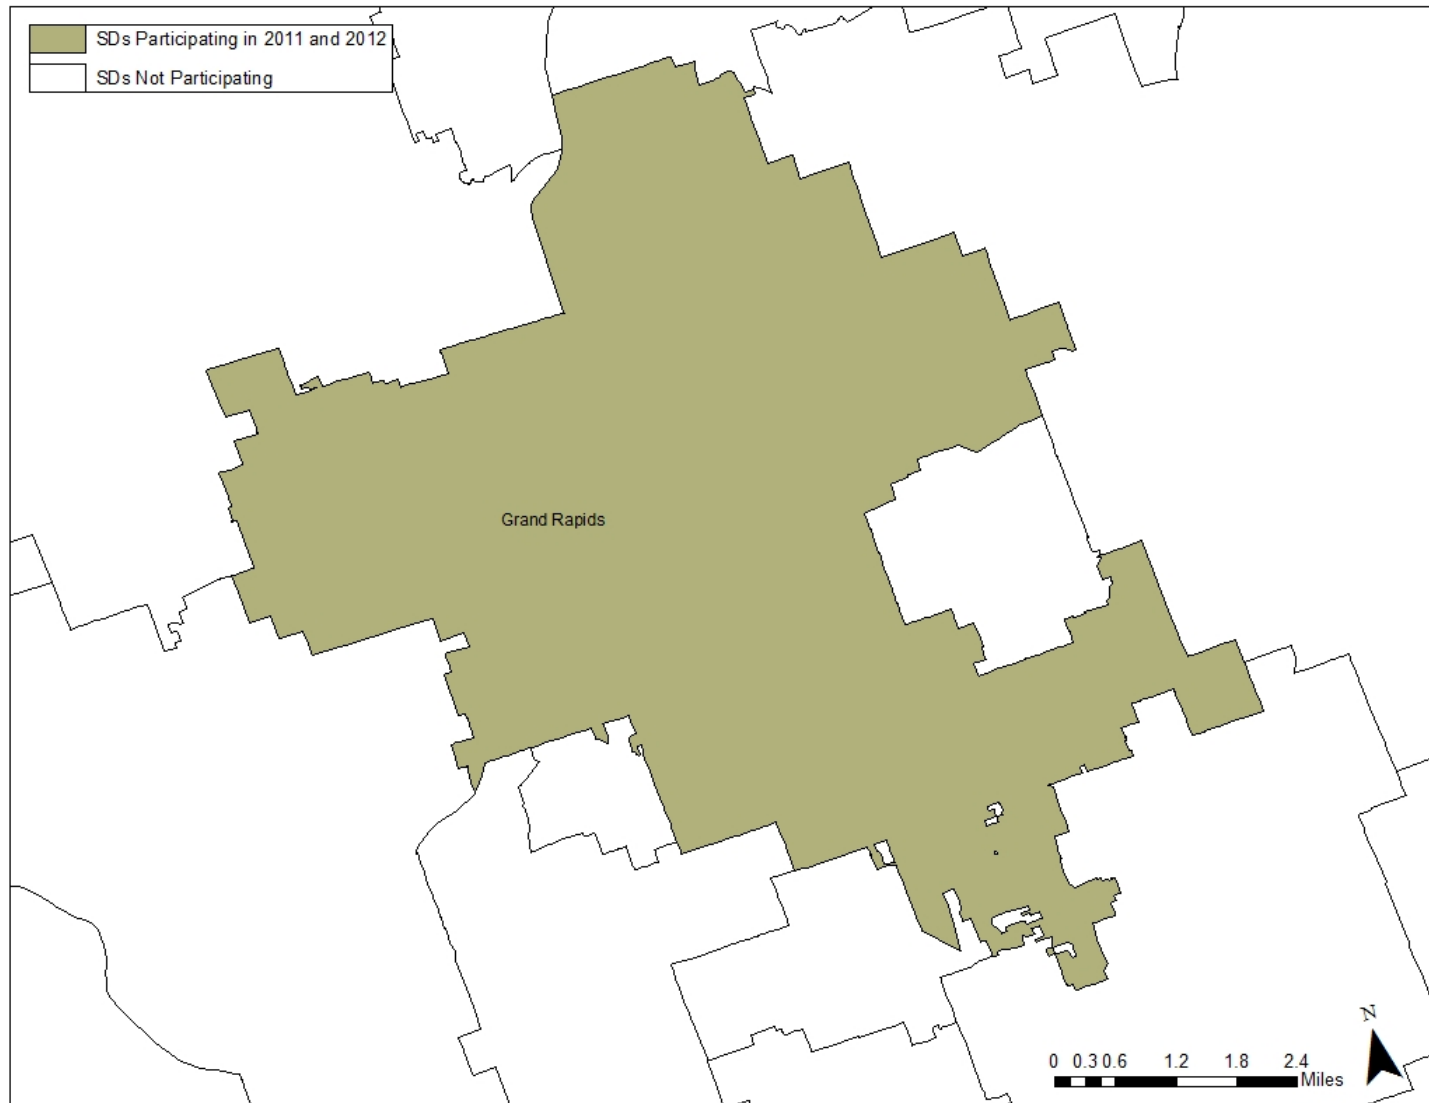 SDs Participating in 2011 and 2012
SDs Not Participating
Grand Rapids
N
0 0.3 0.6 1.2 1.8 2.4
Miles